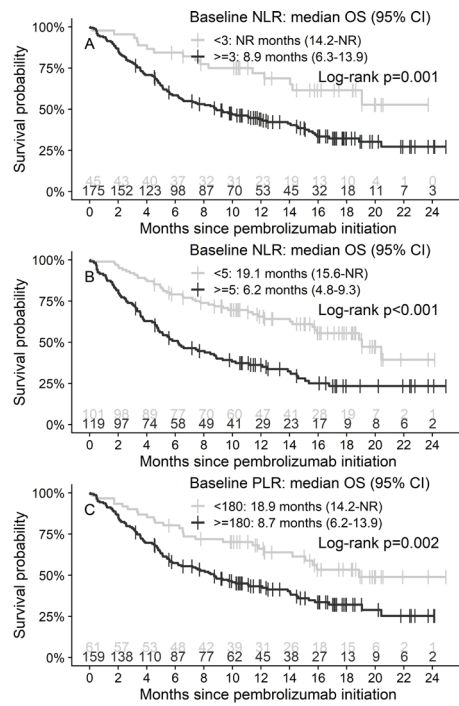 Baseline NLR: median OS (95% CI)
A
<3: NR months (14.2-NR)
>=3: 8.9 months (6.3-13.9)
Log-rank p=0.001
Survival probability
100%
75%
50%
25%
0%
45 43 40 37 32 31 24 19 13 10 4 1 0
175 152 123 98 87 70 53 45 32 18 11 7 3
0 2 4 6 8 10 12 14 16 18 20 22 24
Months since pembrolizumab initiation
Baseline NLR: median OS (95% CI)
B
<5: 19.1 months (15.6-NR)
>=5: 6.2 months (4.8-9.3)
Log-rank p<0.001
Survival probability
100%
75%
50%
25%
0%
101 98 89 77 70 60 47 41 28 19 7 2 1
119 97 74 58 49 41 29 23 17 9 8 6 2
0 2 4 6 8 10 12 14 16 18 20 22 24
Months since pembrolizumab initiation
Baseline PLR: median OS (95% CI)
C
<180: 18.9 months (14.2-NR)
>=180: 8.7 months (6.2-13.9)
Log-rank p=0.002
Survival probability
100%
75%
50%
25%
0%
61 57 53 48 42 39 31 26 18 15 6 2 1
159 138 110 87 77 62 45 38 27 13 9 6 2
0 2 4 6 8 10 12 14 16 18 20 22 24
Months since pembrolizumab initiation